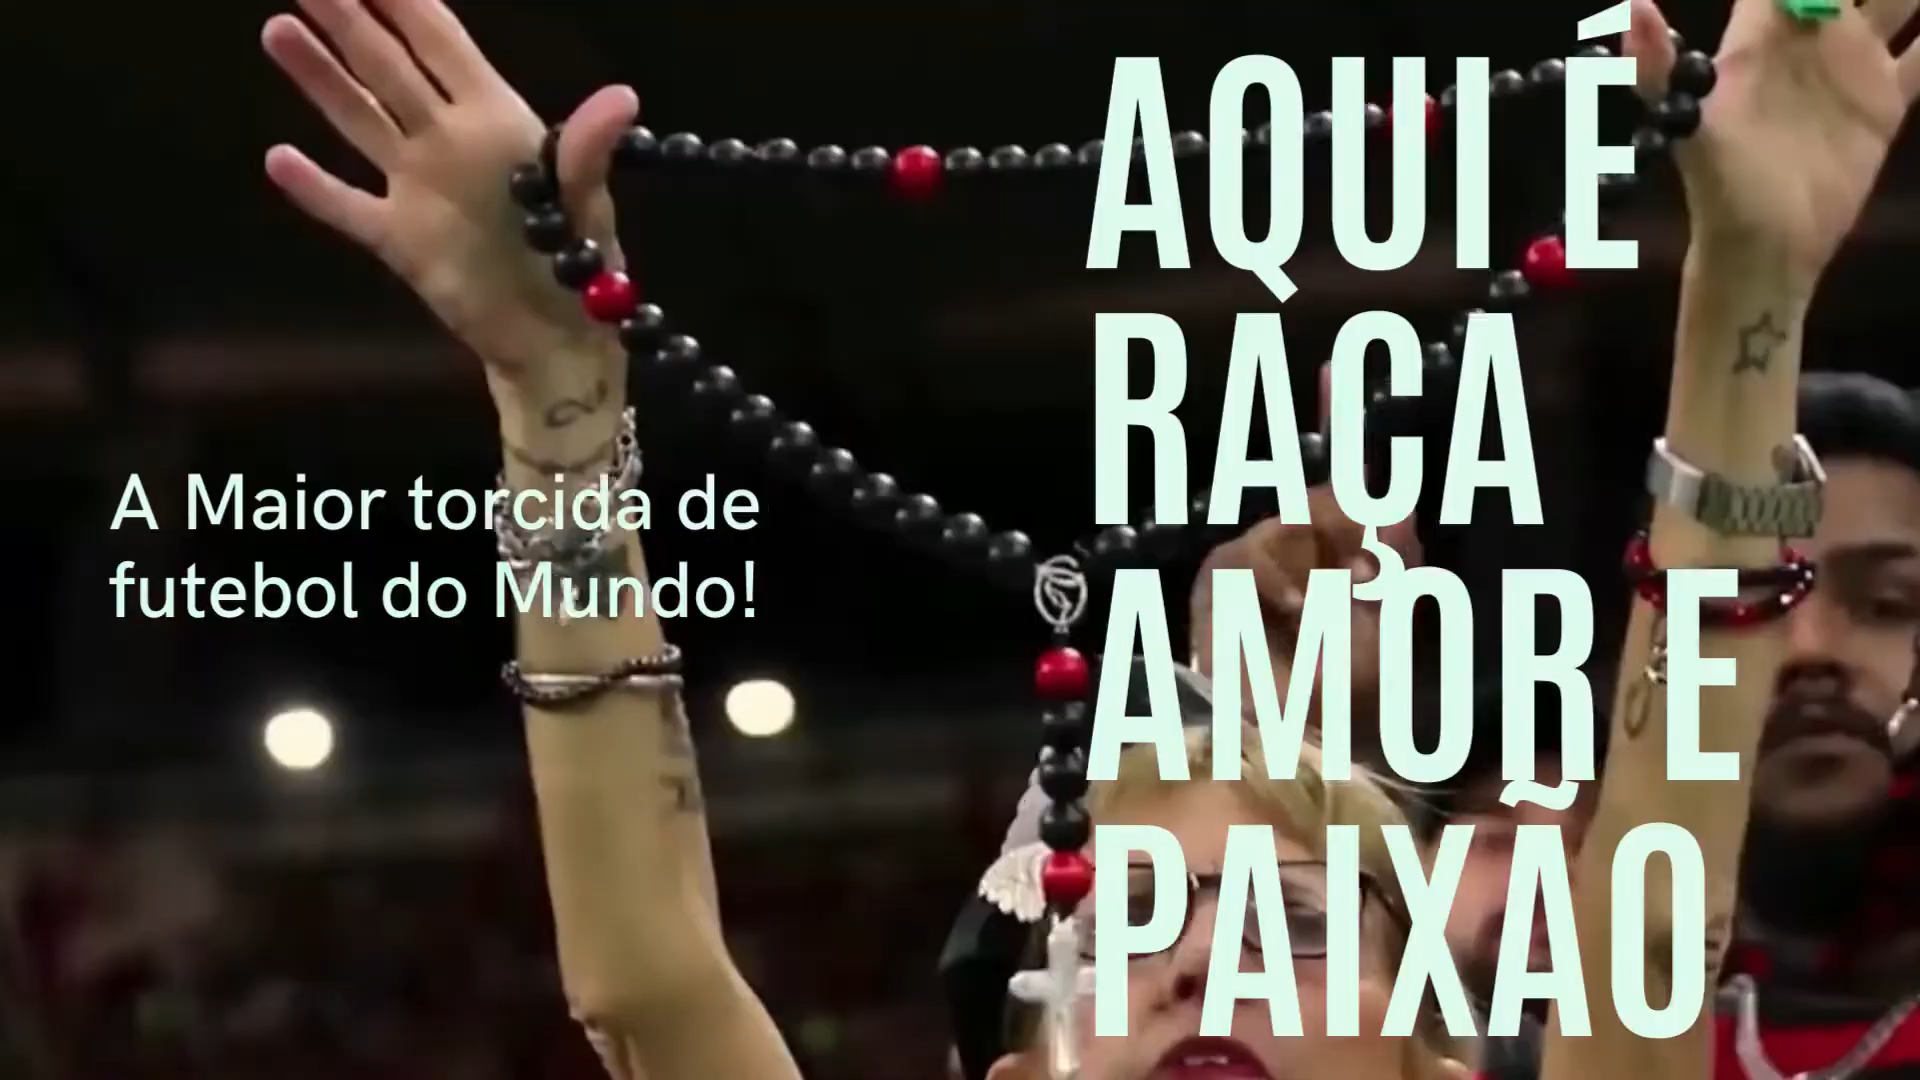 A Maior torcida de
futebol do Mundo!
AQUI É
RAÇA
AMOR E
PAIXÃO